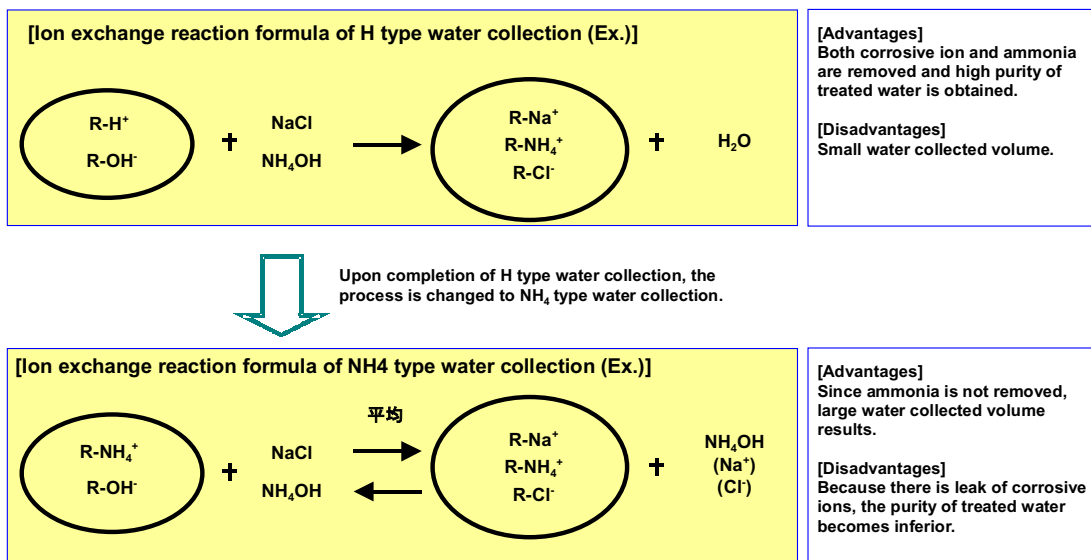 [Ion exchange reaction formula of H type water collection (Ex.)]
R-H⁺
R-OH⁻
+
NaCl
NH₄OH
R-Na⁺
R-NH₄⁺
R-Cl⁻
+
H₂O
[Advantages]
Both corrosive ion and ammonia
are removed and high purity of
treated water is obtained.
[Disadvantages]
Small water collected volume.
Upon completion of H type water collection, the
process is changed to NH₄ type water collection.
[Ion exchange reaction formula of NH4 type water collection (Ex.)]
R-NH₄⁺
R-OH⁻
+
NaCl
NH₄OH
平均
R-Na⁺
R-NH₄⁺
R-Cl⁻
+
NH₄OH
(Na⁺)
(Cl⁻)
[Advantages]
Since ammonia is not removed,
large water collected volume
results.
[Disadvantages]
Because there is leak of corrosive
ions, the purity of treated water
becomes inferior.